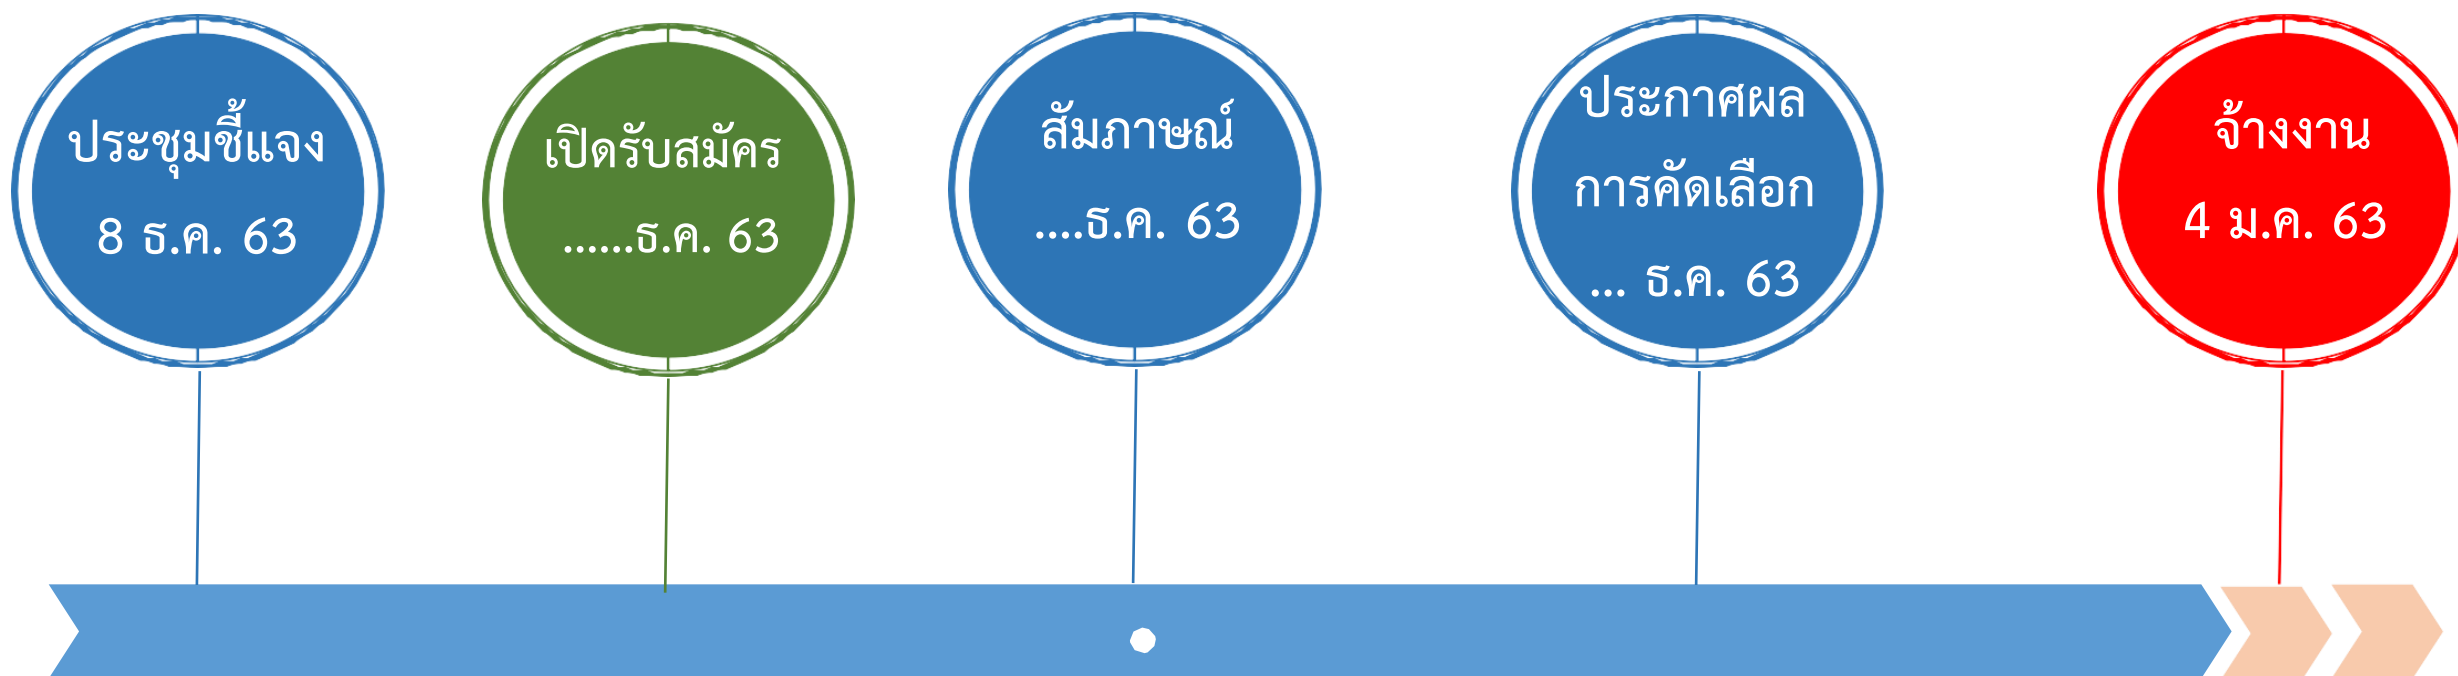 ประชุมชี้แจง
8 ธ.ค. 63
เปิดรับสมัคร
......ธ.ค. 63
สัมภาษณ์
....ธ.ค. 63
ประกาศผล
การคัดเลือก
... ธ.ค. 63
จ้างงาน
4 ม.ค. 63